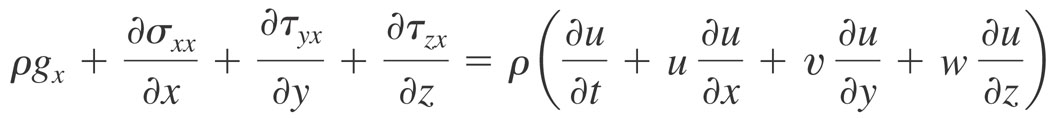 ρg_x + ∂σ_xx/∂x + ∂τ_yx/∂y + ∂τ_zx/∂z = ρ(∂u/∂t + u ∂u/∂x + v ∂u/∂y + w ∂u/∂z)